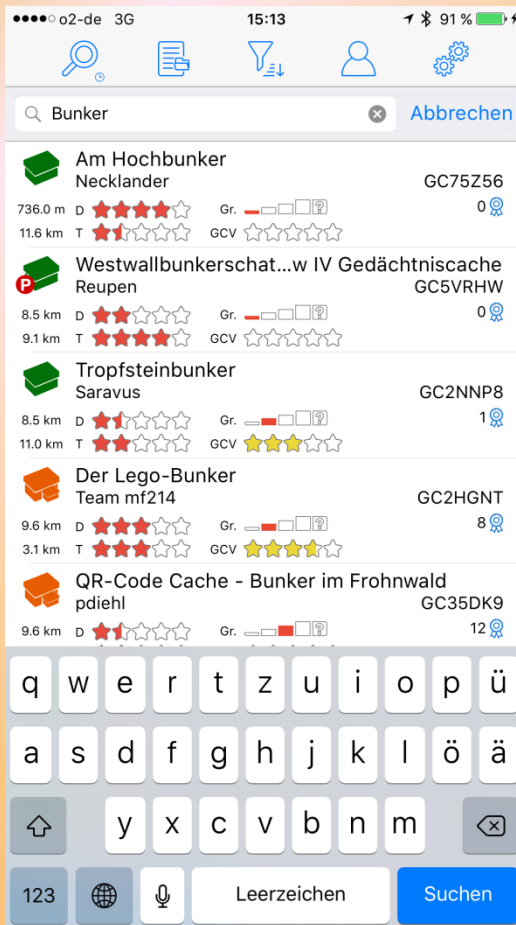 o2-de 3G 15:13 91 %
Bunker Abbrechen
Am Hochbunker
Necklander GC75Z56
736.0 m D Gr. ? 0
11.6 km T GCV
Westwallbunkerschat...w IV Gedächtniscache
P Reupen GC5VRHW
8.5 km D Gr. ? 0
9.1 km T GCV
Tropfsteinbunker
Saravus GC2NNP8
8.5 km D Gr. ? 1
11.0 km T GCV
Der Lego-Bunker
Team mf214 GC2HGNT
9.6 km D Gr. ? 8
3.1 km T GCV
QR-Code Cache - Bunker im Frohnwald
pdiehl GC35DK9
9.6 km D Gr. ? 12
q w e r t z u i o p ü
a s d f g h j k l ö ä
y x c v b n m
123 Leerzeichen Suchen